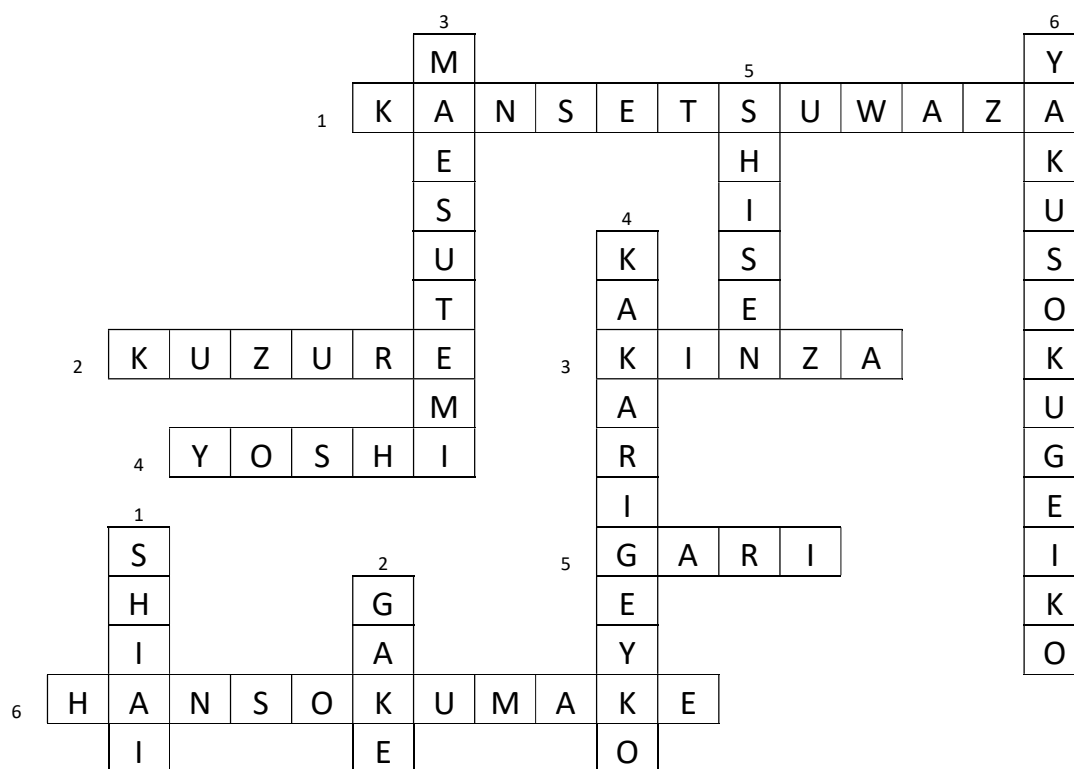 3 6
M 5 Y
1 K A N S E T S U W A Z A
E H K
S I U
4
U K S S
T A E O
2 K U Z U R E 3 K I N Z A K
M A U
4 Y O S H I R G
I E
1
S 5 G A R I I
2
H G E K
I A Y O
6 H A N S O K U M A K E
I E O